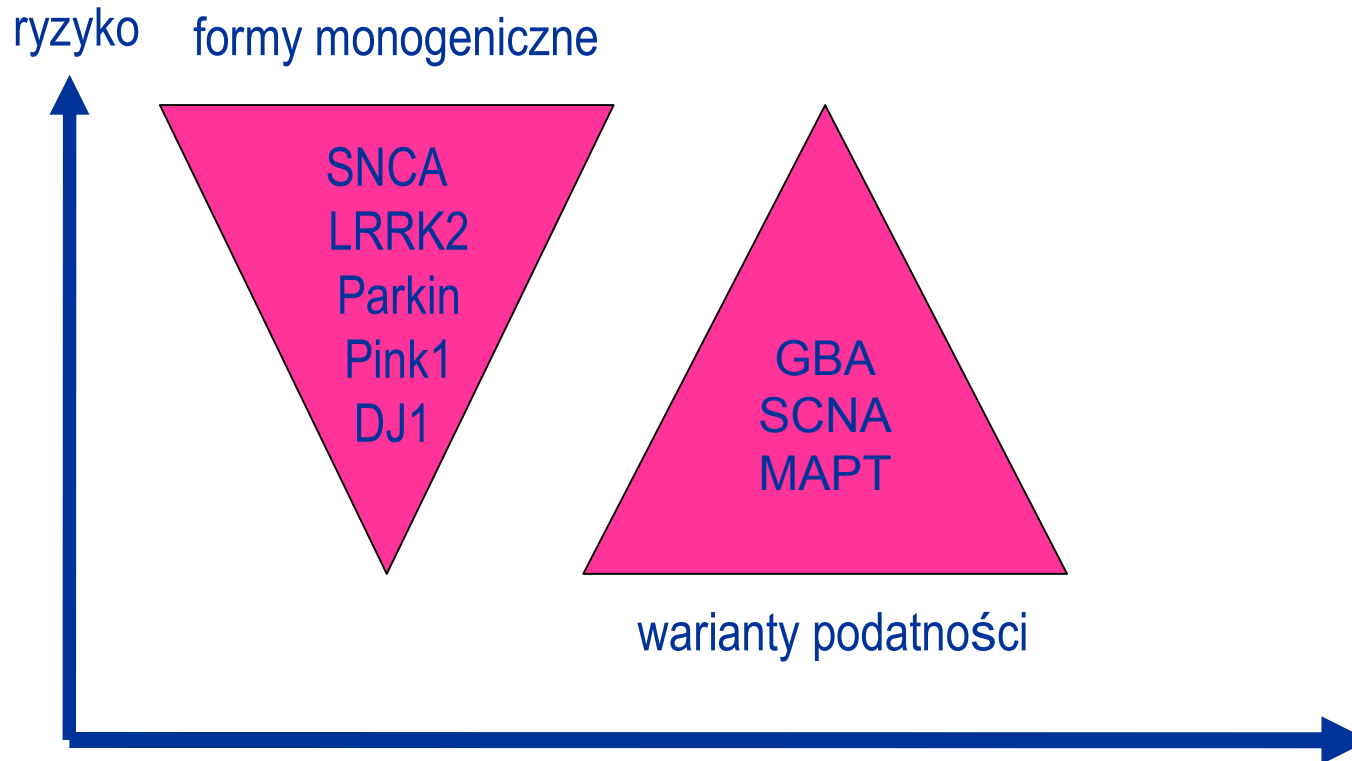 ryzyko
formy monogeniczne
SNCA
LRRK2
Parkin
Pink1
DJ1
GBA
SCNA
MAPT
warianty podatności